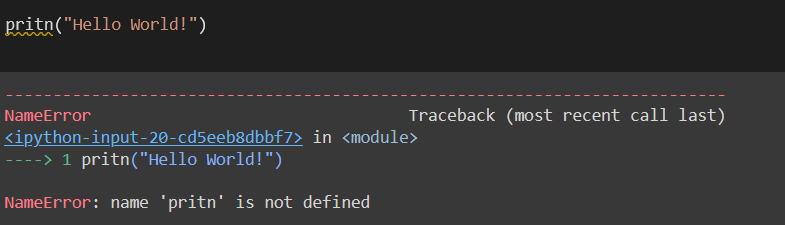 pritn("Hello World!")
---------------------------------------------------------------------------
NameError                                 Traceback (most recent call last)
<ipython-input-20-cd5eeb8dbbf7> in <module>
----> 1 pritn("Hello World!")
NameError: name 'pritn' is not defined